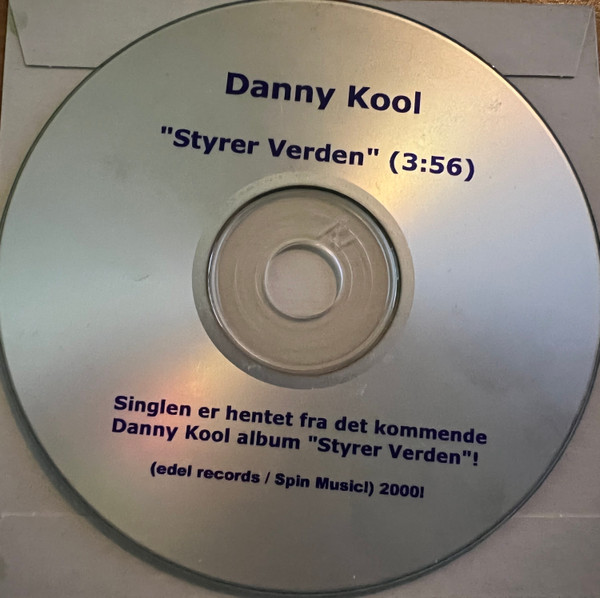 Danny Kool
"Styrer Verden" (3:56)
Singlen er hentet fra det kommende
Danny Kool album "Styrer Verden"!
(edel records / Spin Music!) 2000!